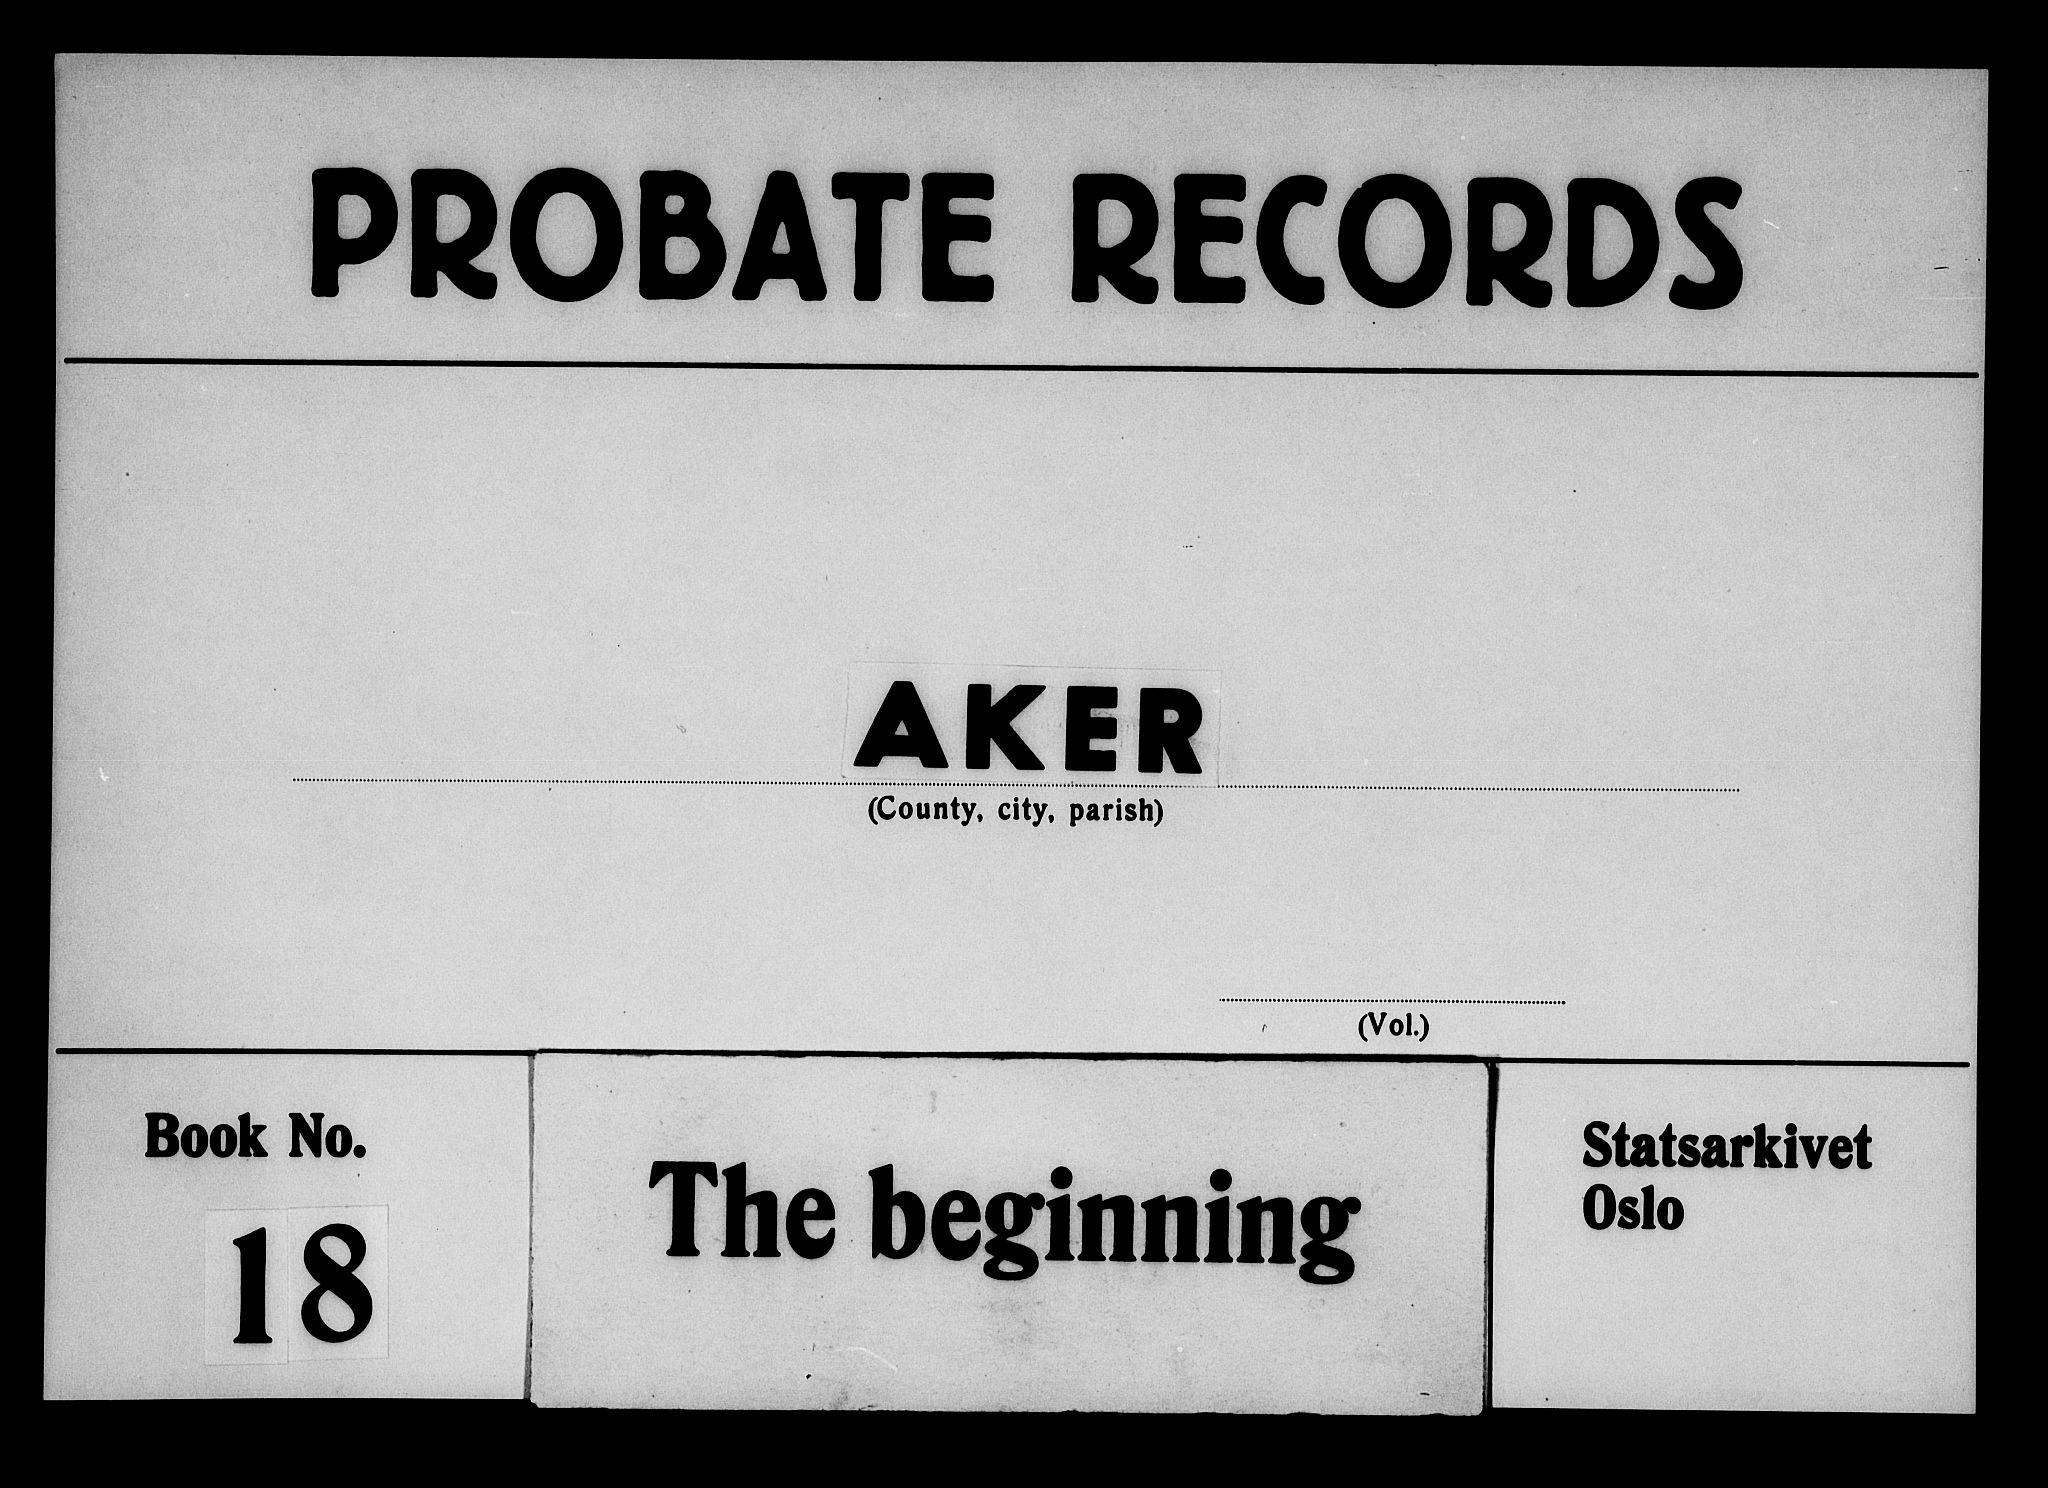 PROBATE RECORDS
AKER
(County, city, parish)
(Vol.)
Book No.
18
The beginning
Statsarkivet
Oslo